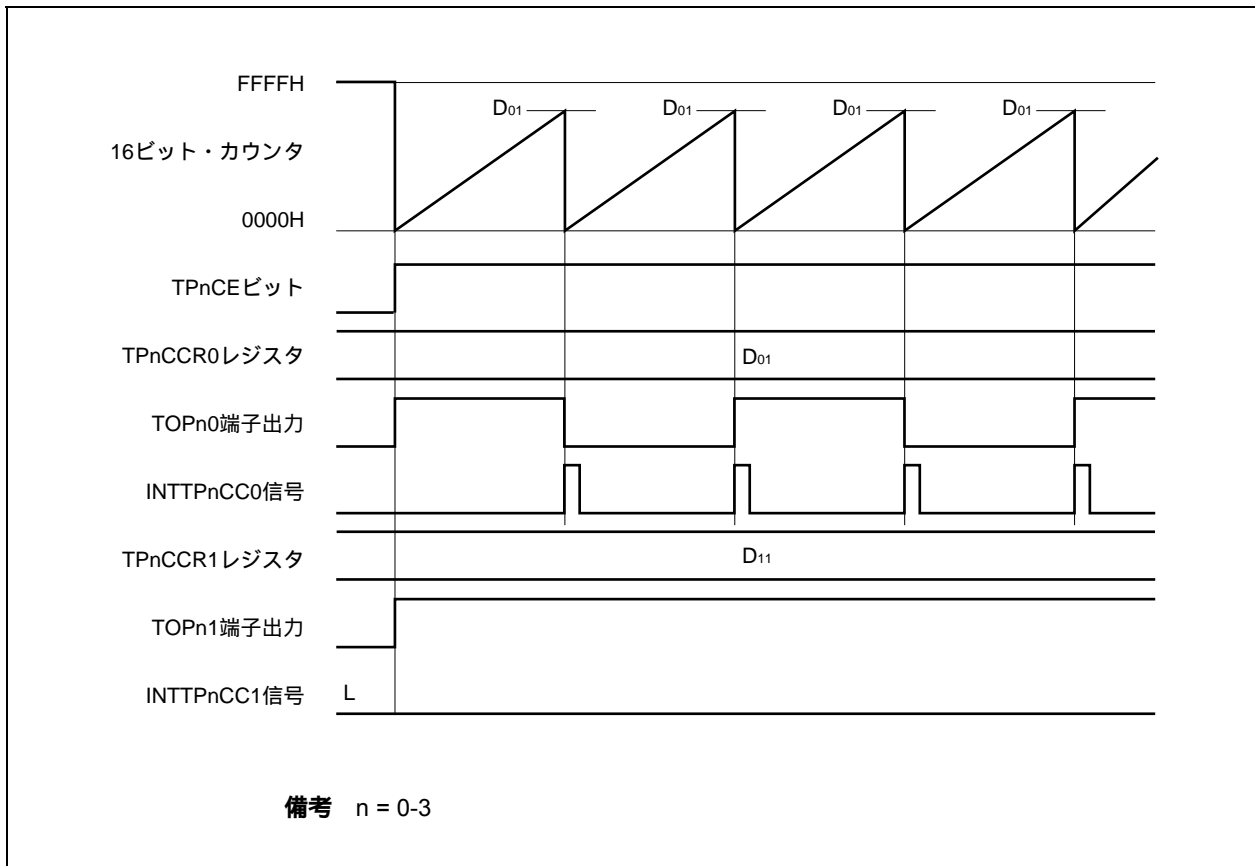 FFFFH
D01 D01 D01 D01
16ビット・カウンタ
0000H
TPnCEビット
TPnCCR0レジスタ D01
TOPn0端子出力
INTTPnCC0信号
TPnCCR1レジスタ D11
TOPn1端子出力
INTTPnCC1信号 L
備考 n = 0-3